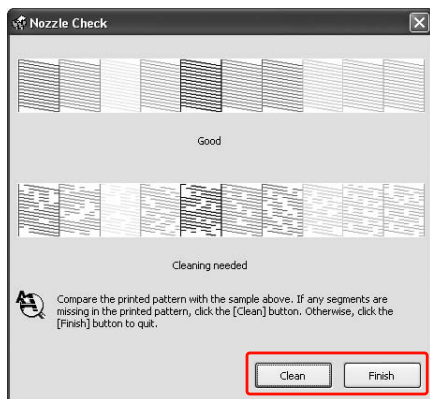 Nozzle Check
Good
Cleaning needed
Compare the printed pattern with the sample above. If any segments are
missing in the printed pattern, click the [Clean] button. Otherwise, click the
[Finish] button to quit.
Clean Finish